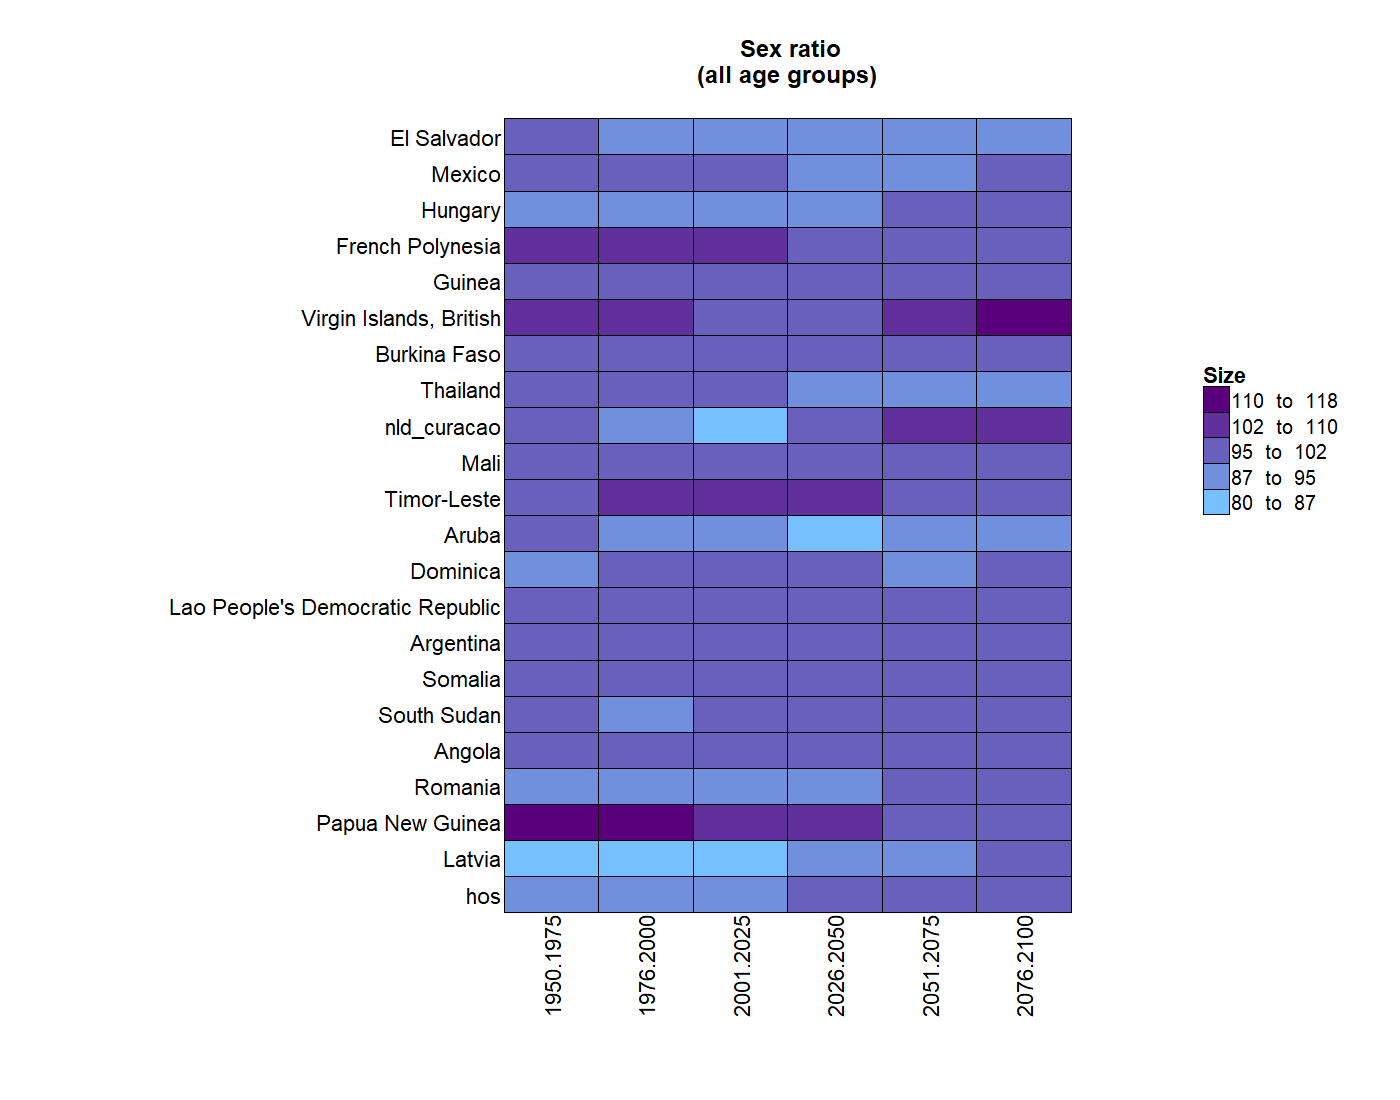 Sex ratio
(all age groups)
El Salvador
Mexico
Hungary
French Polynesia
Guinea
Virgin Islands, British
Burkina Faso
Thailand
nld_curacao
Mali
Timor-Leste
Aruba
Dominica
Lao People's Democratic Republic
Argentina
Somalia
South Sudan
Angola
Romania
Papua New Guinea
Latvia
hos
1950.1975
1976.2000
2001.2025
2026.2050
2051.2075
2076.2100
Size
110 to 118
102 to 110
95 to 102
87 to 95
80 to 87